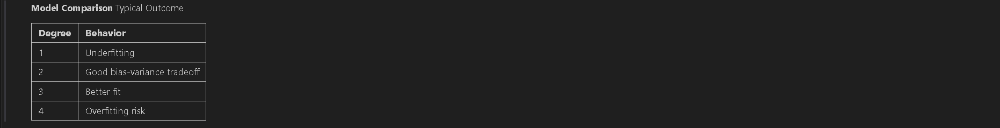 Model Comparison Typical Outcome
Degree Behavior
1 Underfitting
2 Good bias-variance tradeoff
3 Better fit
4 Overfitting risk